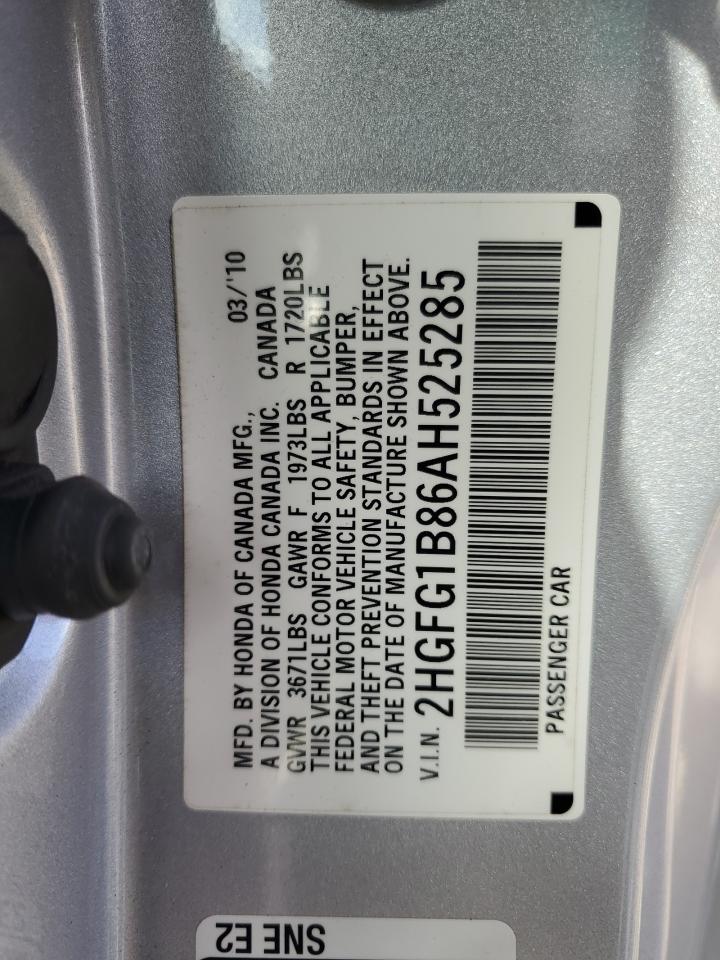 MFD. BY HONDA OF CANADA MFG., 03/'10
A DIVISION OF HONDA CANADA INC. CANADA
GVWR 3671LBS GAWR F 1973LBS R 1720LBS
THIS VEHICLE CONFORMS TO ALL APPLICABLE
FEDERAL MOTOR VEHICLE SAFETY, BUMPER,
AND THEFT PREVENTION STANDARDS IN EFFECT
ON THE DATE OF MANUFACTURE SHOWN ABOVE.
V.I.N. 2HGFG1B86AH525285
PASSENGER CAR
SNE E2